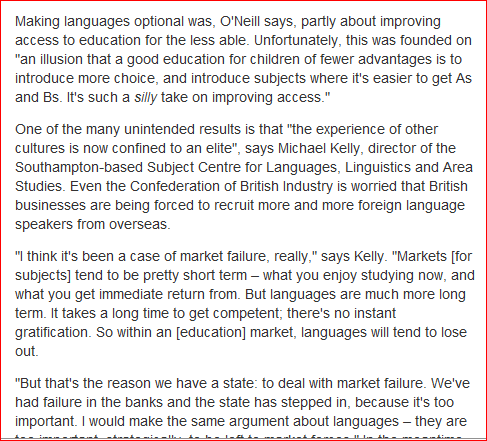 Making languages optional was, O'Neill says, partly about improving
access to education for the less able. Unfortunately, this was founded on
"an illusion that a good education for children of fewer advantages is to
introduce more choice, and introduce subjects where it's easier to get As
and Bs. It's such a silly take on improving access."
One of the many unintended results is that "the experience of other
cultures is now confined to an elite", says Michael Kelly, director of the
Southampton-based Subject Centre for Languages, Linguistics and Area
Studies. Even the Confederation of British Industry is worried that British
businesses are being forced to recruit more and more foreign language
speakers from overseas.
"I think it's been a case of market failure, really," says Kelly. "Markets [for
subjects] tend to be pretty short term – what you enjoy studying now, and
what you get immediate return from. But languages are much more long
term. It takes a long time to get competent; there's no instant
gratification. So within an [education] market, languages will tend to lose
out.
"But that's the reason we have a state: to deal with market failure. We've
had failure in the banks and the state has stepped in, because it's too
important. I would make the same argument about languages – they are
too important, strategically, to be left to market forces." In the meantime,